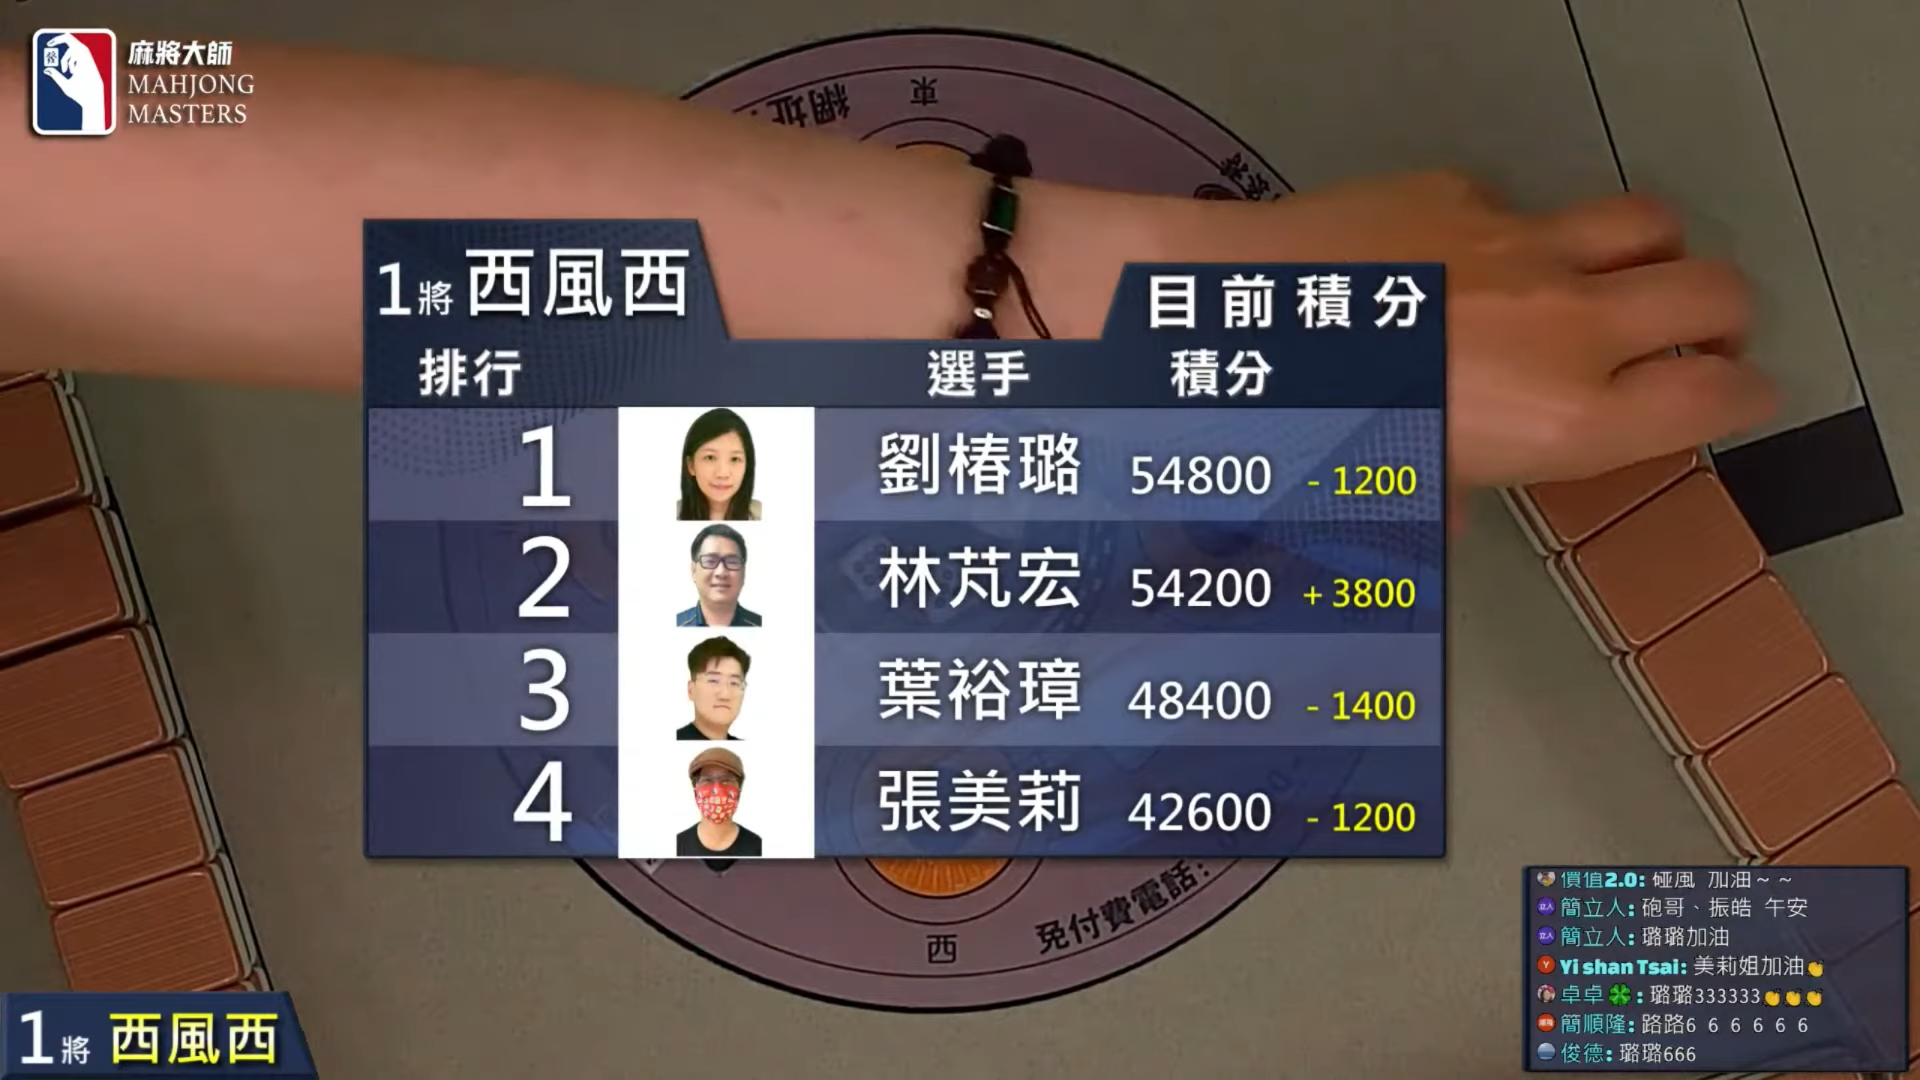 麻將大師
MAHJONG
MASTERS
網址:
東
1將 西風西
目前積分
排行 選手 積分
1 劉椿璐 54800 - 1200
2 林芃宏 54200 + 3800
3 葉裕璋 48400 - 1400
4 張美莉 42600 - 1200
西
免付費電話:
價值2.0: 碰風 加油~ ~
簡立人: 砲哥、振皓 午安
簡立人: 璐璐加油
Yi shan Tsai: 美莉姐加油👏
卓卓🍀: 璐璐333333👏👏👏
簡順隆: 路路6 6 6 6 6 6
俊德: 璐璐666
1將 西風西